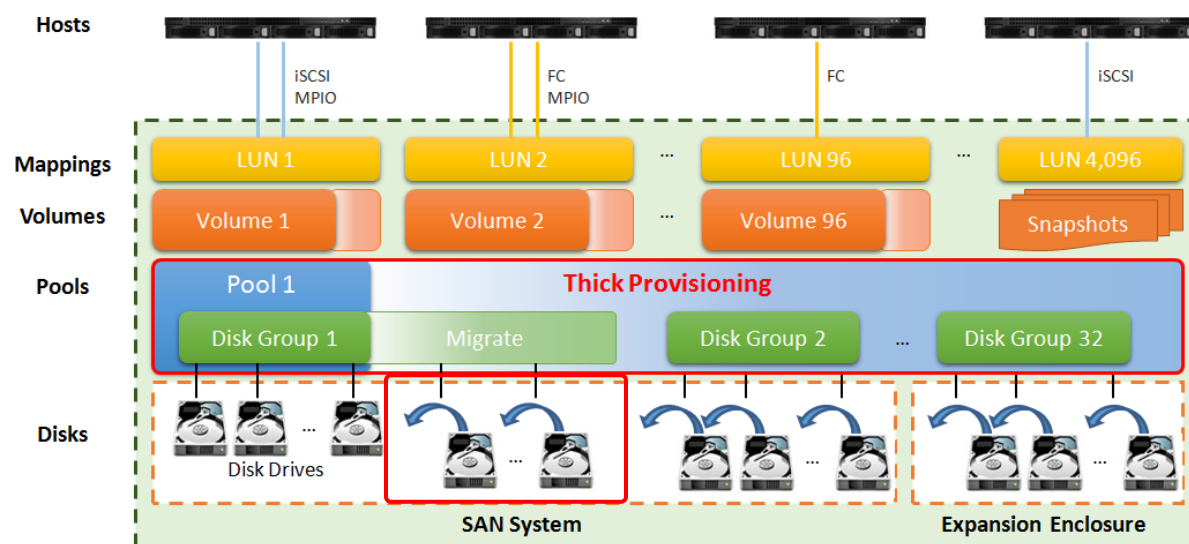 Hosts
iSCSI
MPIO
FC
MPIO
FC
iSCSI
Mappings
LUN 1
LUN 2
...
LUN 96
...
LUN 4,096
Volumes
Volume 1
Volume 2
...
Volume 96
Snapshots
Pools
Pool 1
Thick Provisioning
Disk Group 1
Migrate
Disk Group 2
...
Disk Group 32
Disks
...
Disk Drives
...
...
...
SAN System
Expansion Enclosure